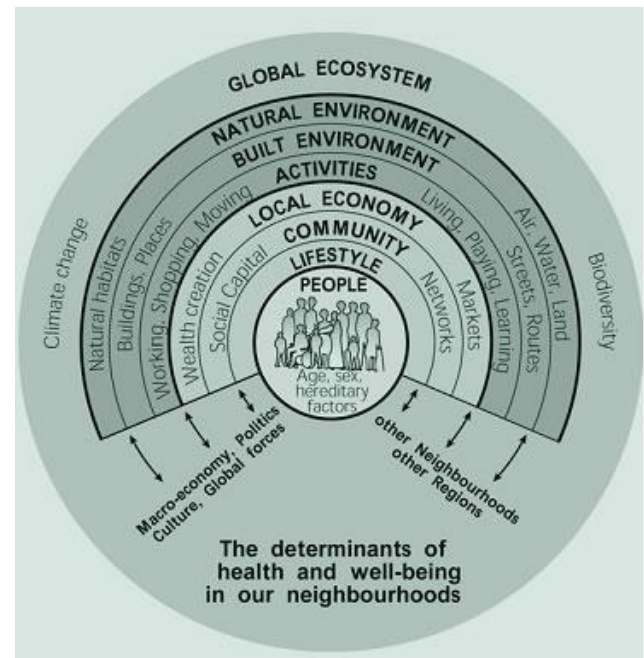 GLOBAL ECOSYSTEM
NATURAL ENVIRONMENT
BUILT ENVIRONMENT
ACTIVITIES
LOCAL ECONOMY
COMMUNITY
LIFESTYLE
PEOPLE
Age, sex,
hereditary
factors
Climate change
Natural habitats
Buildings, Places
Working, Shopping, Moving
Wealth creation
Social Capital
Networks
Markets
Living, Playing, Learning
Streets, Routes
Air, Water, Land
Biodiversity
Macro-economy, Politics
Culture, Global forces
other Neighbourhoods
other Regions
The determinants of
health and well-being
in our neighbourhoods